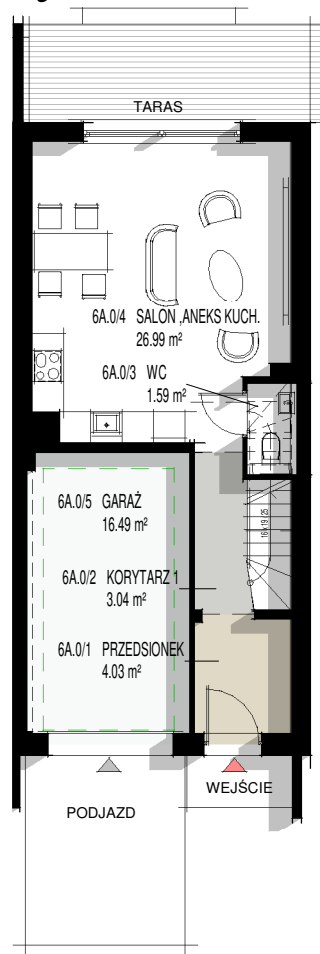 TARAS
6A.0/4 SALON ,ANEKS KUCH.
26.99 m²
6A.0/3 WC
1.59 m²
6A.0/5 GARAŻ
16.49 m²
16x19.25
6A.0/2 KORYTARZ 1
3.04 m²
6A.0/1 PRZEDSIONEK
4.03 m²
WEJŚCIE
PODJAZD